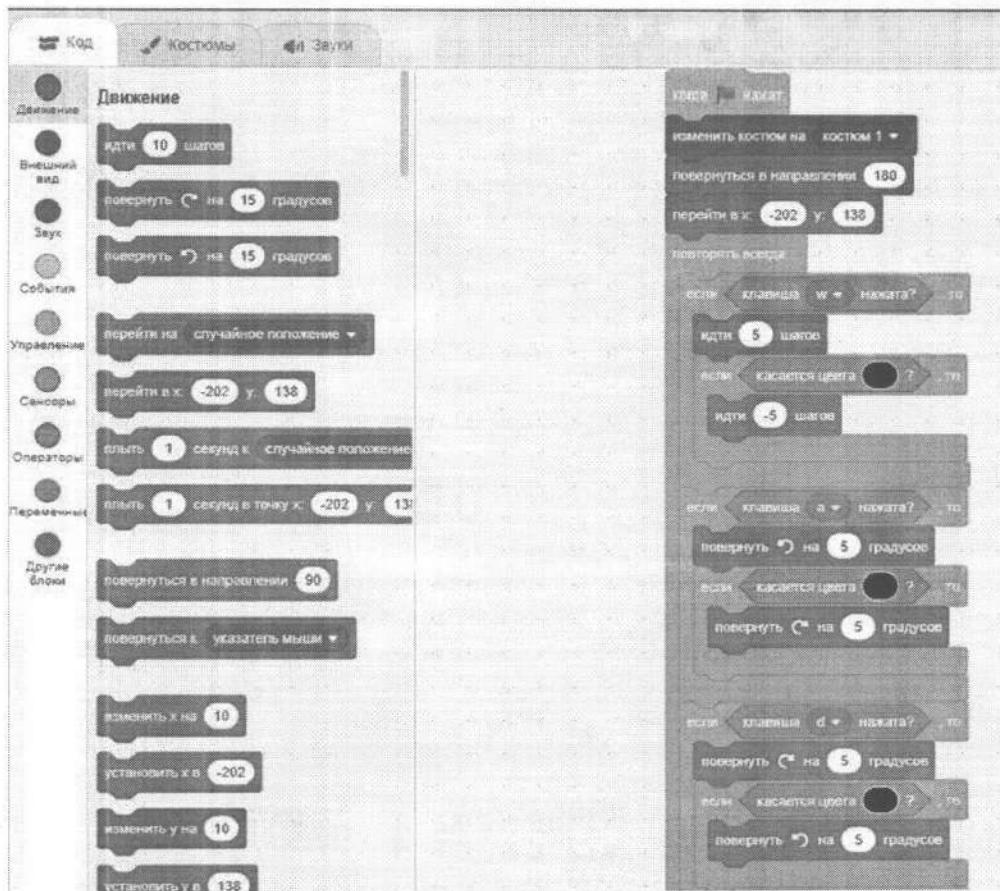 Код Костюмы Звуки
Движение
Внешний
вид
Звук
События
Управление
Сенсоры
Операторы
Переменные
Другие
блоки
Движение
идти 10 шагов
повернуть на 15 градусов
повернуть на 15 градусов
перейти на случайное положение
перейти в x: -202 y: 138
плыть 1 секунд к случайное положение
плыть 1 секунд в точку x: -202 y: 138
повернуться в направлении 90
повернуться к указатель мыши
изменить x на 10
установить x в -202
изменить y на 10
установить y в 138
когда нажат
изменить костюм на костюм 1
повернуться в направлении 180
перейти в x: -202 y: 138
повторять всегда
если клавиша w нажата? , то
идти 5 шагов
если касается цвета ? , то
идти -5 шагов
если клавиша a нажата? , то
повернуть на 5 градусов
если касается цвета ? , то
повернуть на 5 градусов
если клавиша d нажата? , то
повернуть на 5 градусов
если касается цвета ? , то
повернуть на 5 градусов